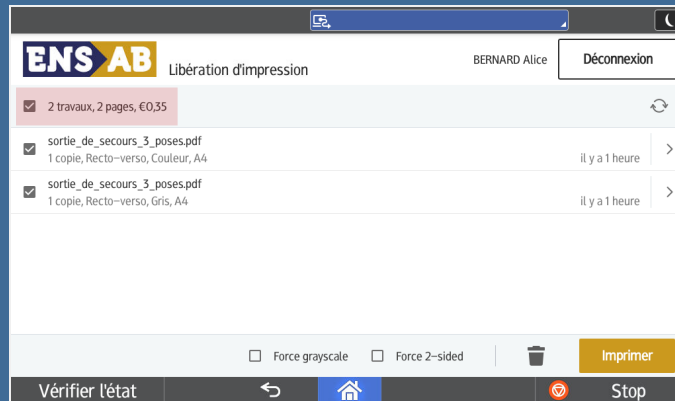 ENS AB
Libération d'impression
BERNARD Alice
Déconnexion
2 travaux, 2 pages, €0,35
sortie_de_secours_3_poses.pdf
1 copie, Recto-verso, Couleur, A4
il y a 1 heure
sortie_de_secours_3_poses.pdf
1 copie, Recto-verso, Gris, A4
il y a 1 heure
Force grayscale
Force 2-sided
Imprimer
Vérifier l'état
Stop